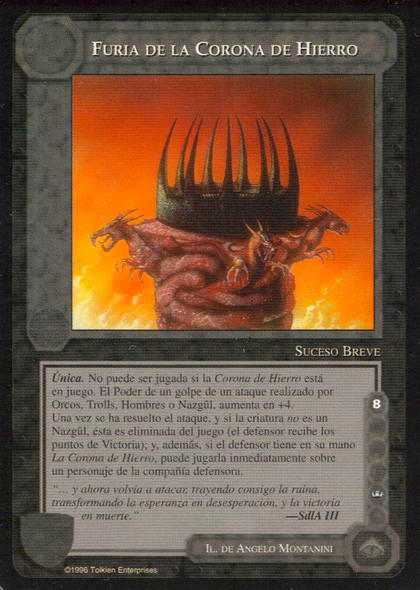 FURIA DE LA CORONA DE HIERRO
SUCESO BREVE
Única. No puede ser jugada si la Corona de Hierro está
en juego. El Poder de un golpe de un ataque realizado por
Orcos, Trolls, Hombres o Nazgûl, aumenta en +4.
Una vez se ha resuelto el ataque, y si la criatura no es un
Nazgûl, ésta es eliminada del juego (el defensor recibe los
puntos de Victoria); y, además, si el defensor tiene en su mano
La Corona de Hierro, puede jugarla inmediatamente sobre
un personaje de la compañía defensora.
8
“... y ahora volvía a atacar, trayendo consigo la ruina,
transformando la esperanza en desesperación, y la victoria
en muerte.” —SdlA III
IL. DE ANGELO MONTANINI
©1996 Tolkien Enterprises